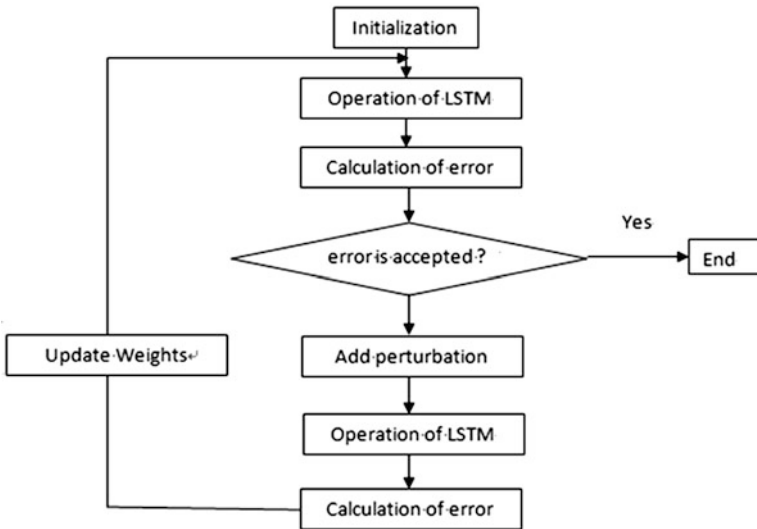 Initialization
Operation·of·LSTM
Calculation·of·error
error·is·accepted·?
Yes
End
Update·Weights↵
Add·perturbation
Operation·of·LSTM
Calculation·of·error